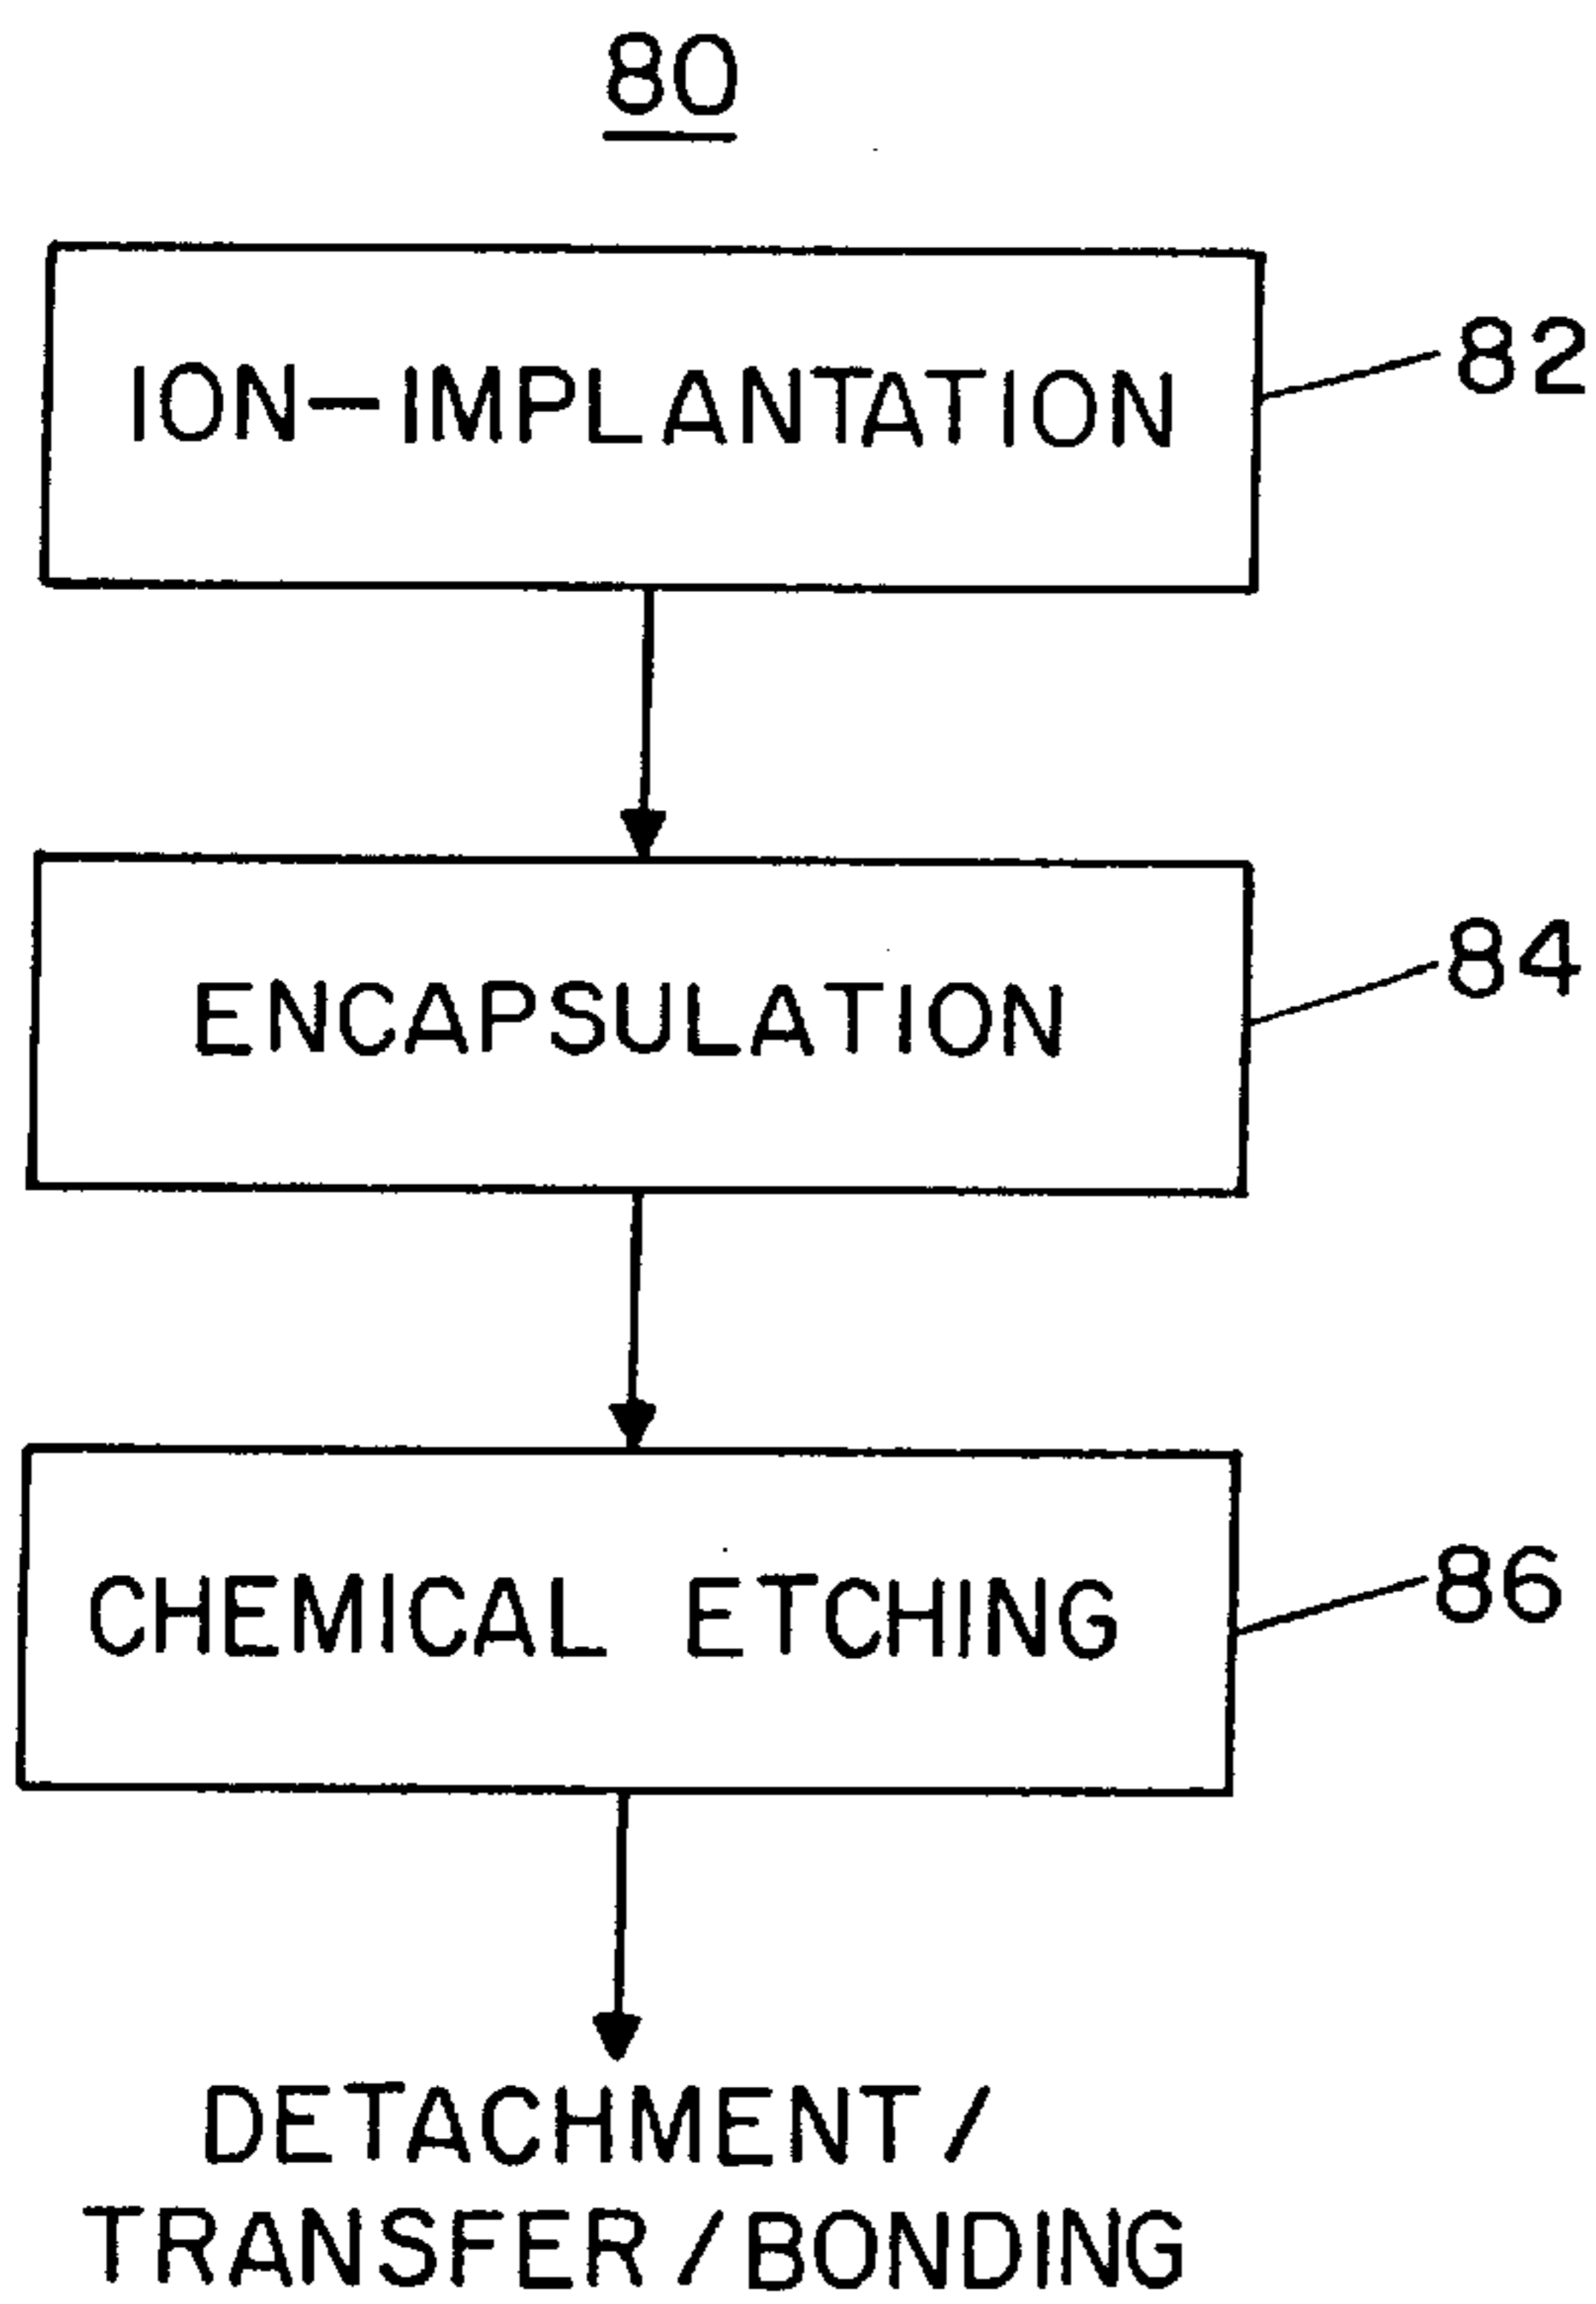 80
ION-IMPLANTATION
82
ENCAPSULATION
84
CHEMICAL ETCHING
86
DETACHMENT/
TRANSFER/BONDING